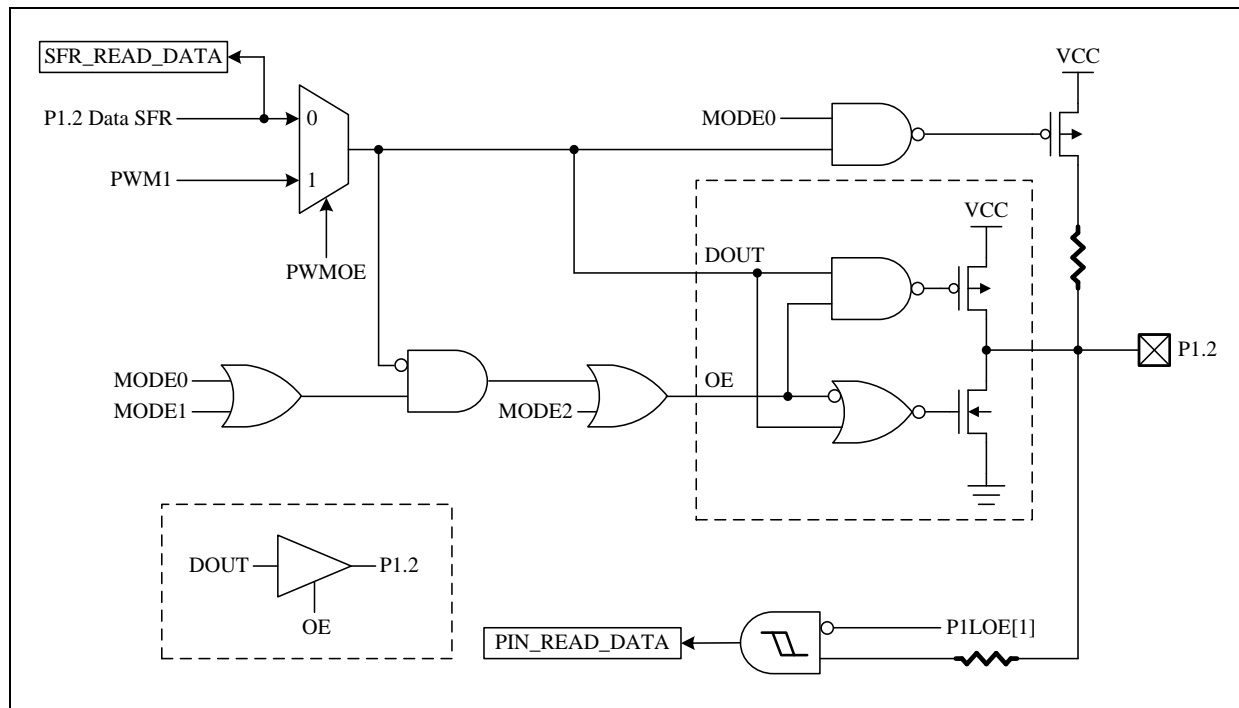 SFR_READ_DATA
VCC
P1.2 Data SFR
0
MODE0
PWM1
1
VCC
DOUT
PWMOE
P1.2
MODE0
OE
MODE1
MODE2
DOUT
P1.2
OE
P1LOE[1]
PIN_READ_DATA